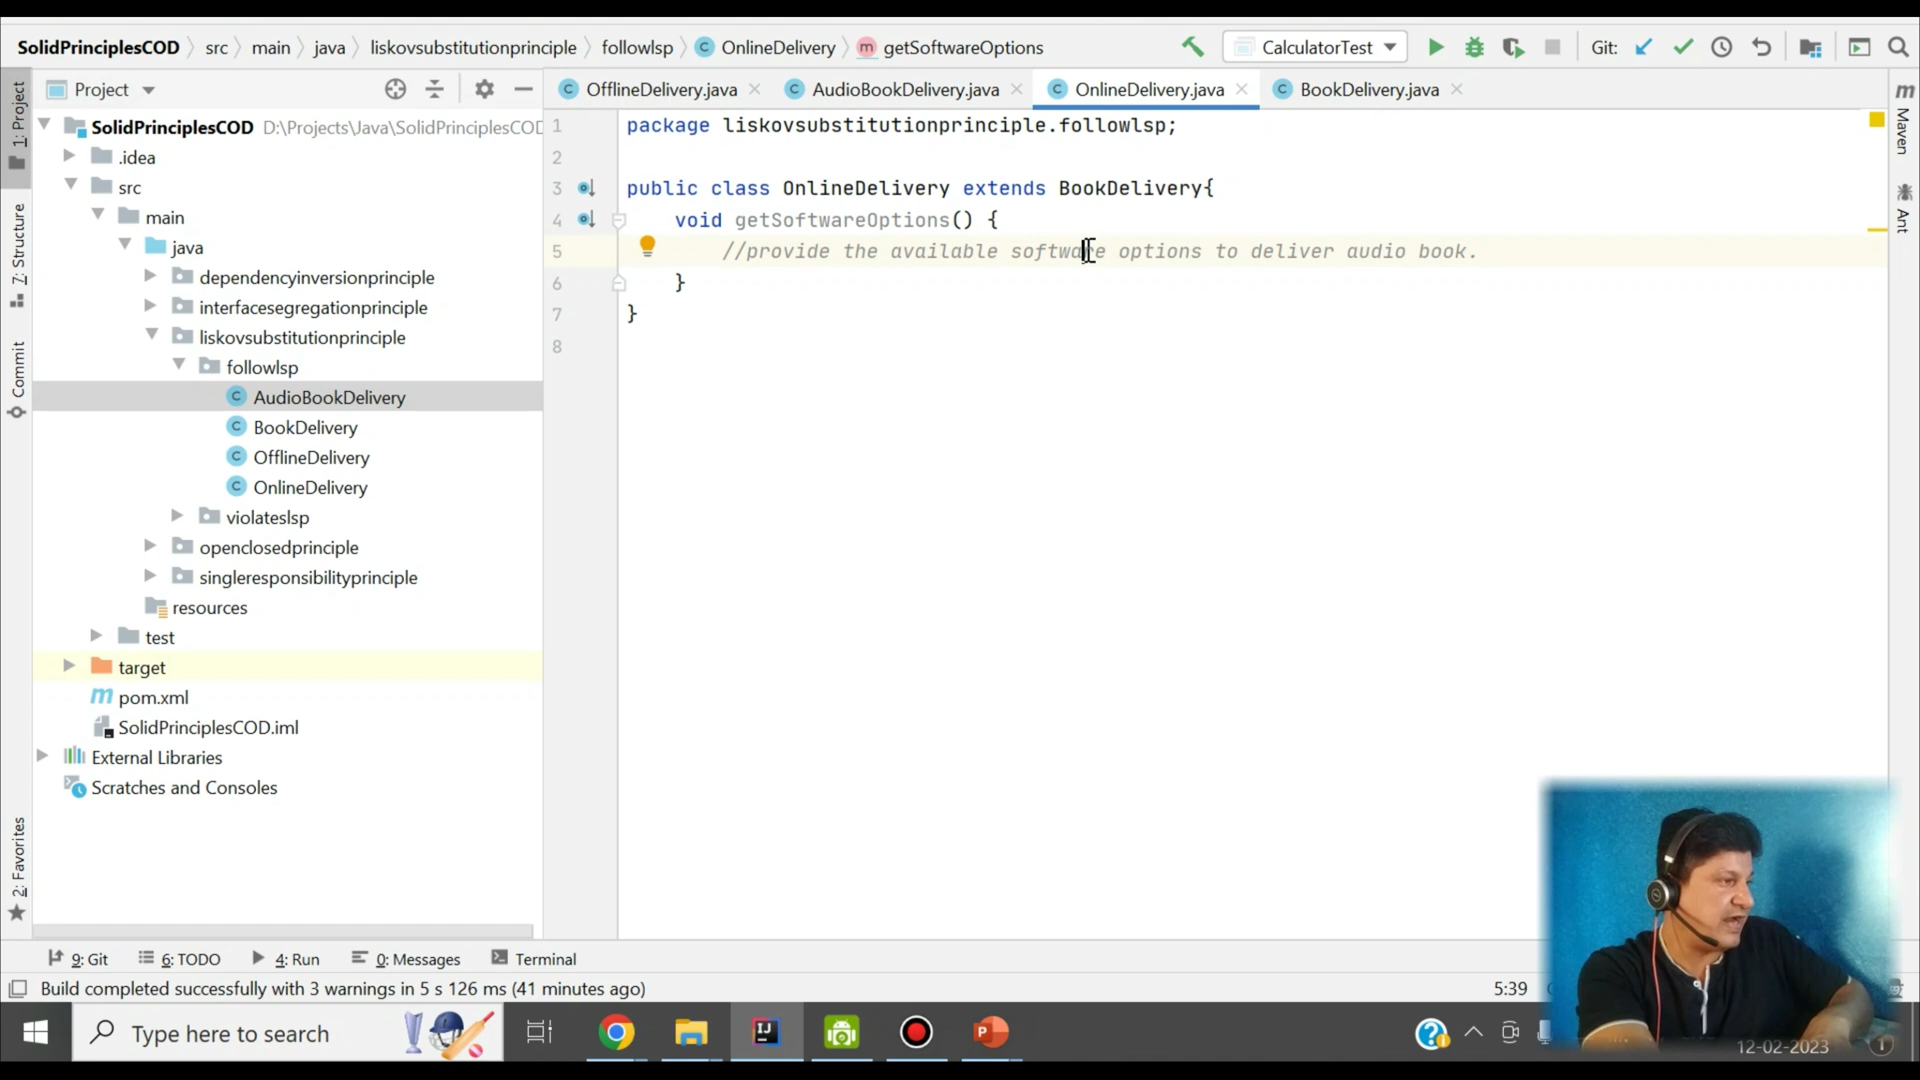 SolidPrinciplesCOD src main java liskovsubstitutionprinciple followlsp OnlineDelivery getSoftwareOptions CalculatorTest Git:
Project
OfflineDelivery.java AudioBookDelivery.java OnlineDelivery.java BookDelivery.java
SolidPrinciplesCOD D:\Projects\Java\SolidPrinciplesCOD
.idea
src
main
java
dependencyinversionprinciple
interfacesegregationprinciple
liskovsubstitutionprinciple
followlsp
AudioBookDelivery
BookDelivery
OfflineDelivery
OnlineDelivery
violateslsp
openclosedprinciple
singleresponsibilityprinciple
resources
test
target
pom.xml
SolidPrinciplesCOD.iml
External Libraries
Scratches and Consoles
1 package liskovsubstitutionprinciple.followlsp;
2
3 public class OnlineDelivery extends BookDelivery{
4 void getSoftwareOptions() {
5 //provide the available software options to deliver audio book.
6 }
7 }
8
1: Project
7: Structure
Commit
2: Favorites
Maven
Ant
9: Git 6: TODO 4: Run 0: Messages Terminal
Build completed successfully with 3 warnings in 5 s 126 ms (41 minutes ago) 5:39
Type here to search
12-02-2023